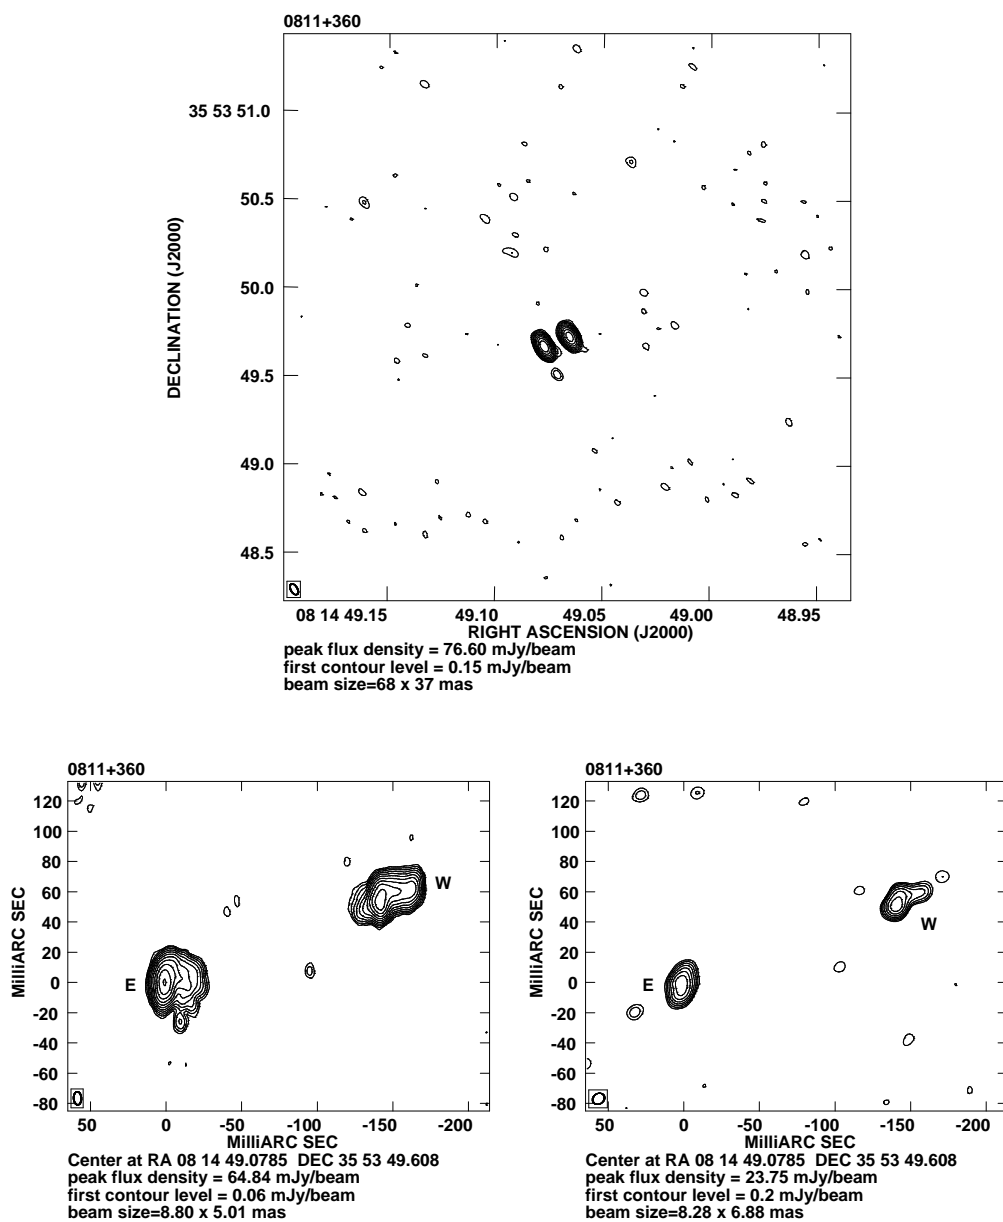 0811+360
35 53 51.0
50.5
50.0
49.5
49.0
48.5
DECLINATION (J2000)
08 14 49.15 49.10 49.05 49.00 48.95
RIGHT ASCENSION (J2000)
peak flux density = 76.60 mJy/beam
first contour level = 0.15 mJy/beam
beam size=68 x 37 mas
0811+360
120
100
80
60
40
20
0
-20
-40
-60
-80
MilliARC SEC
E
W
50 0 -50 -100 -150 -200
MilliARC SEC
Center at RA 08 14 49.0785 DEC 35 53 49.608
peak flux density = 64.84 mJy/beam
first contour level = 0.06 mJy/beam
beam size=8.80 x 5.01 mas
0811+360
120
100
80
60
40
20
0
-20
-40
-60
-80
MilliARC SEC
E
W
50 0 -50 -100 -150 -200
MilliARC SEC
Center at RA 08 14 49.0785 DEC 35 53 49.608
peak flux density = 23.75 mJy/beam
first contour level = 0.2 mJy/beam
beam size=8.28 x 6.88 mas